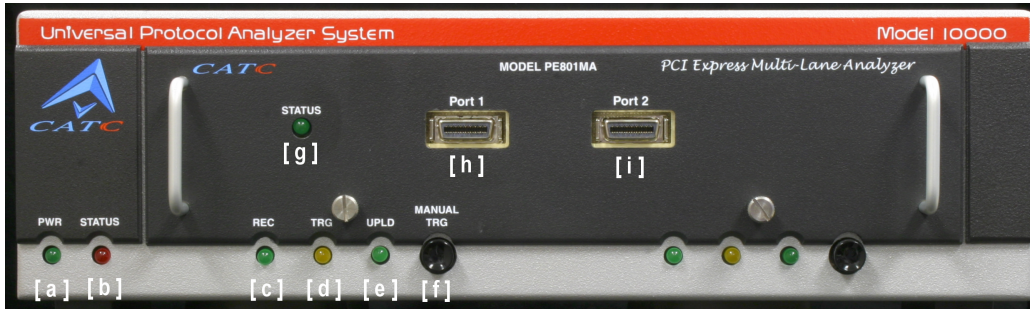 Universal Protocol Analyzer System Model 10000
CATC MODEL PE801MA PCI Express Multi-Lane Analyzer
CATC
STATUS Port 1 Port 2
[g] [h] [i]
PWR STATUS REC TRG UPLD MANUAL
TRG
[a] [b] [c] [d] [e] [f]